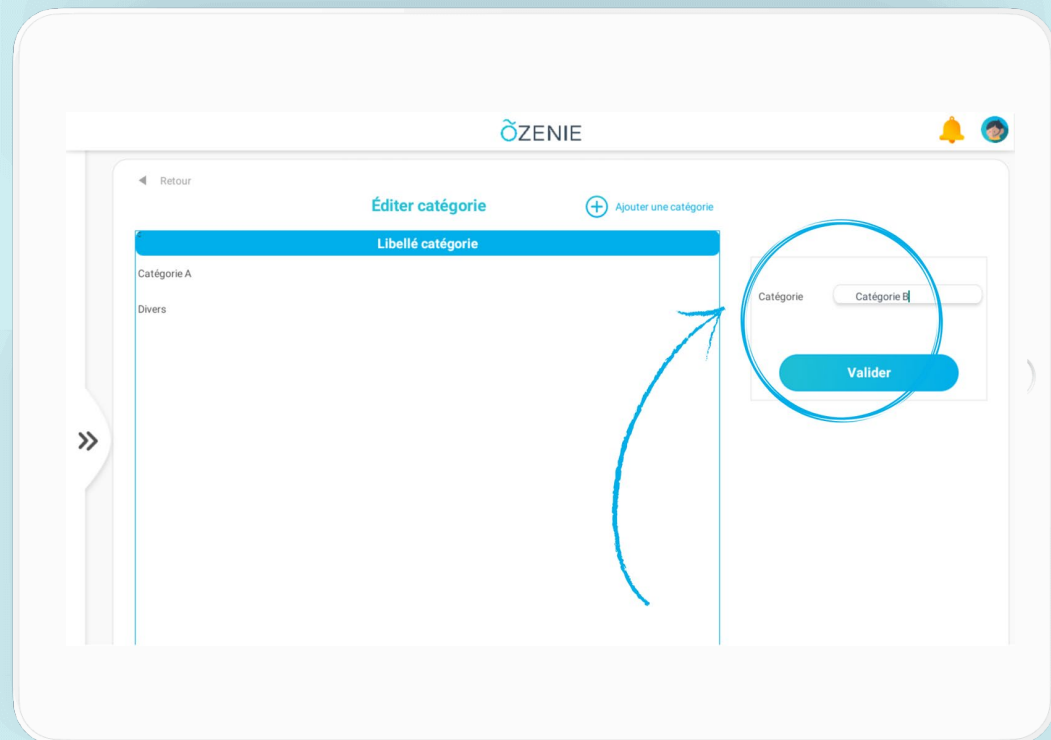 ÕZENIE
Retour
Éditer catégorie
Ajouter une catégorie
Libellé catégorie
Catégorie A
Divers
Catégorie
Catégorie B
Valider